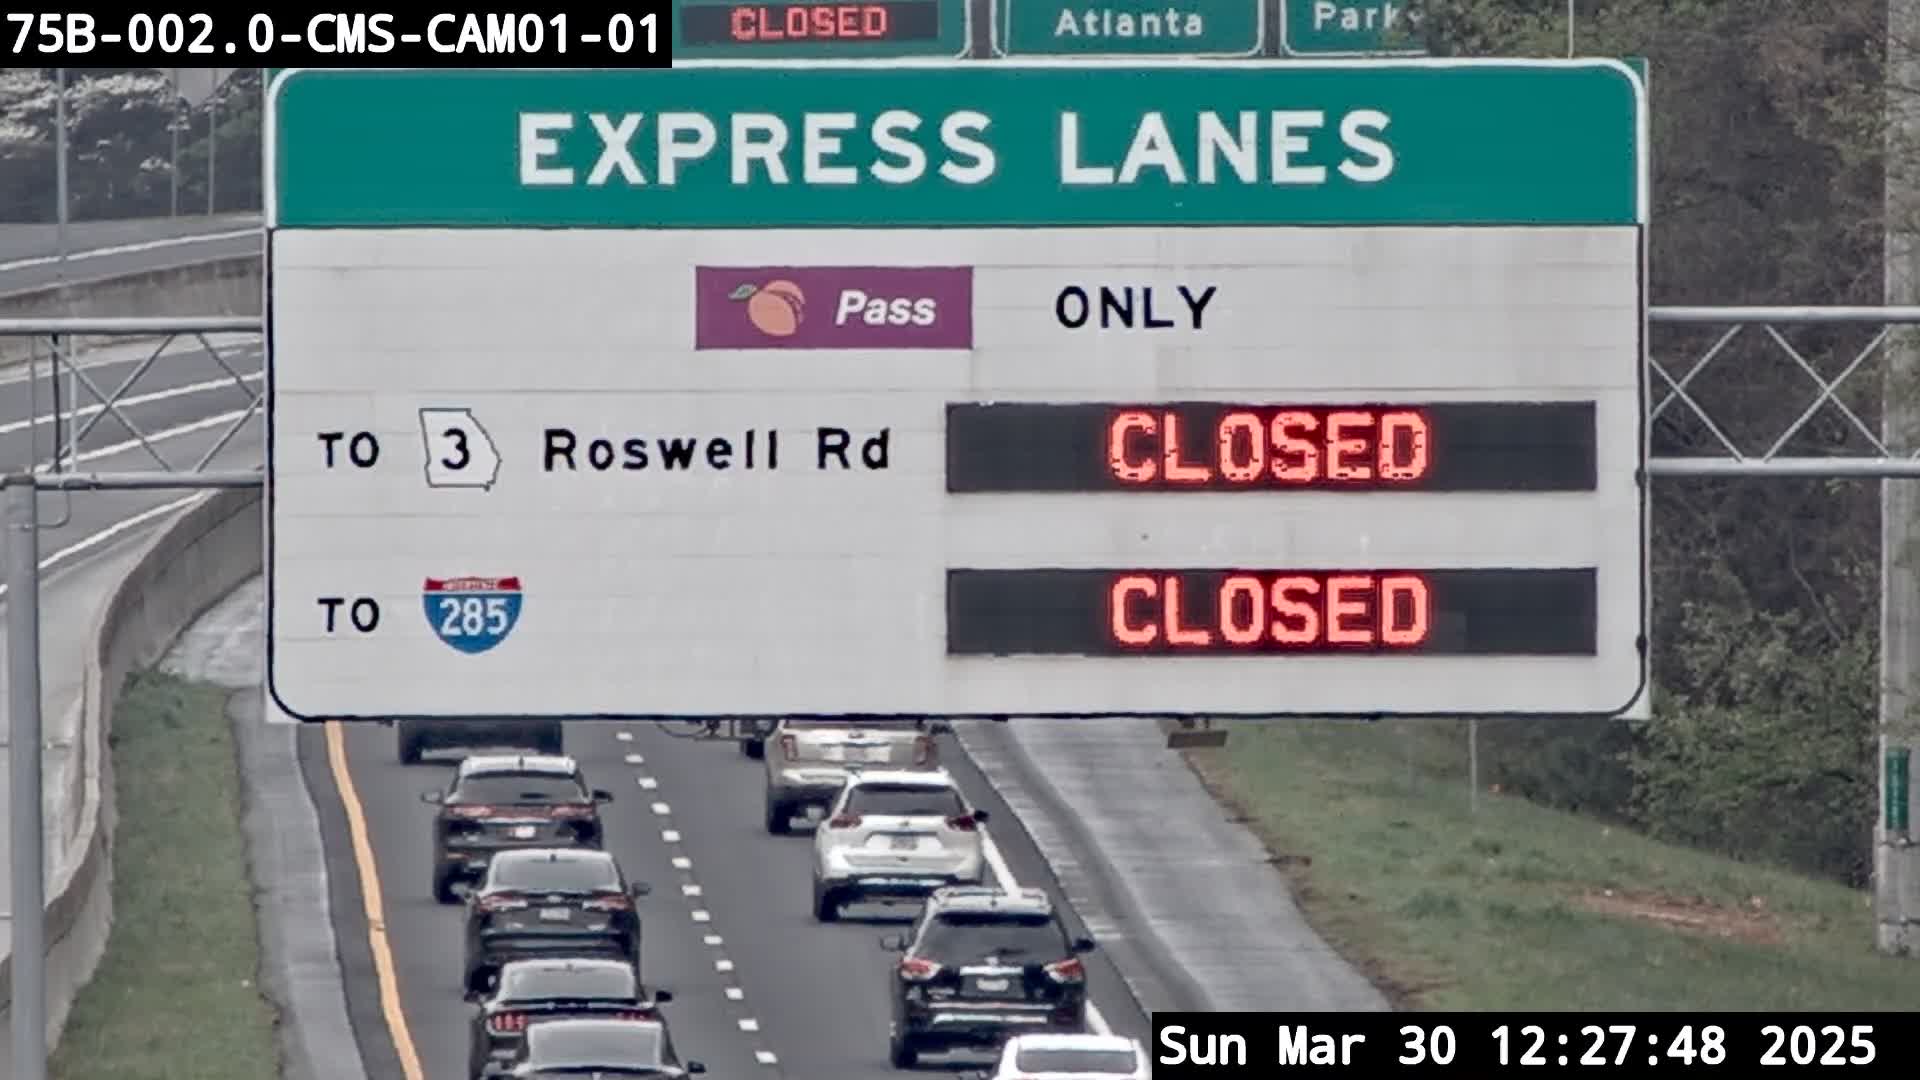 75B-002.0-CMS-CAM01-01
CLOSED
Atlanta
EXPRESS LANES
Pass ONLY
TO 3 Roswell Rd CLOSED
TO 285 CLOSED
Sun Mar 30 12:27:48 2025